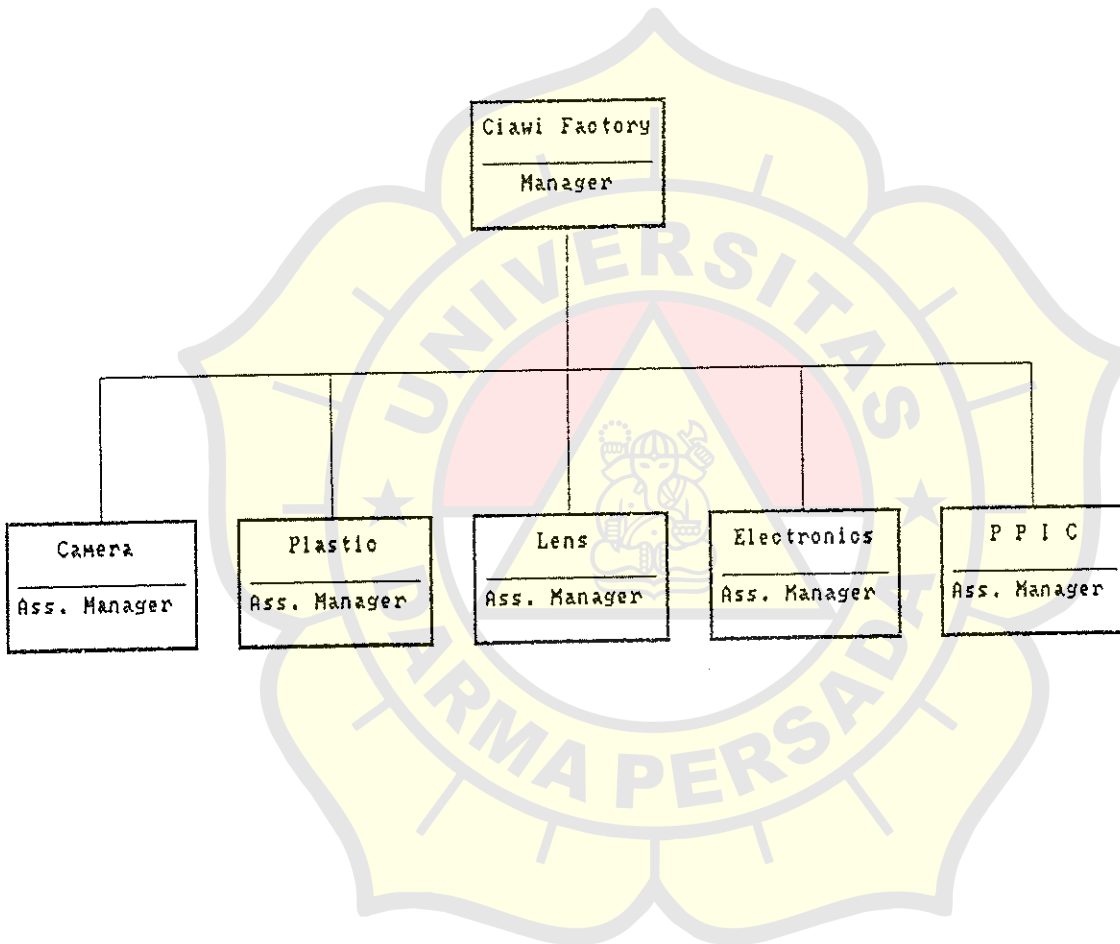 Ciawi Factory
Manager
Camera
Ass. Manager
Plastic
Ass. Manager
Lens
Ass. Manager
Electronics
Ass. Manager
P P I C
Ass. Manager
UNIVERSITAS
DARMA PERSADA